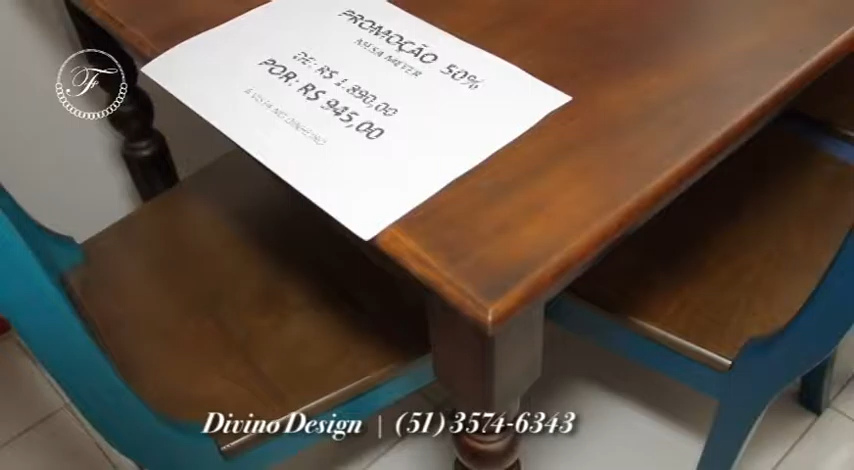 PROMOÇÃO 50%
MESA MEYER
DE: R$ 1.890,00
POR: R$ 945,00
À VISTA NO DINHEIRO
F
Divino Design | (51) 3574-6343